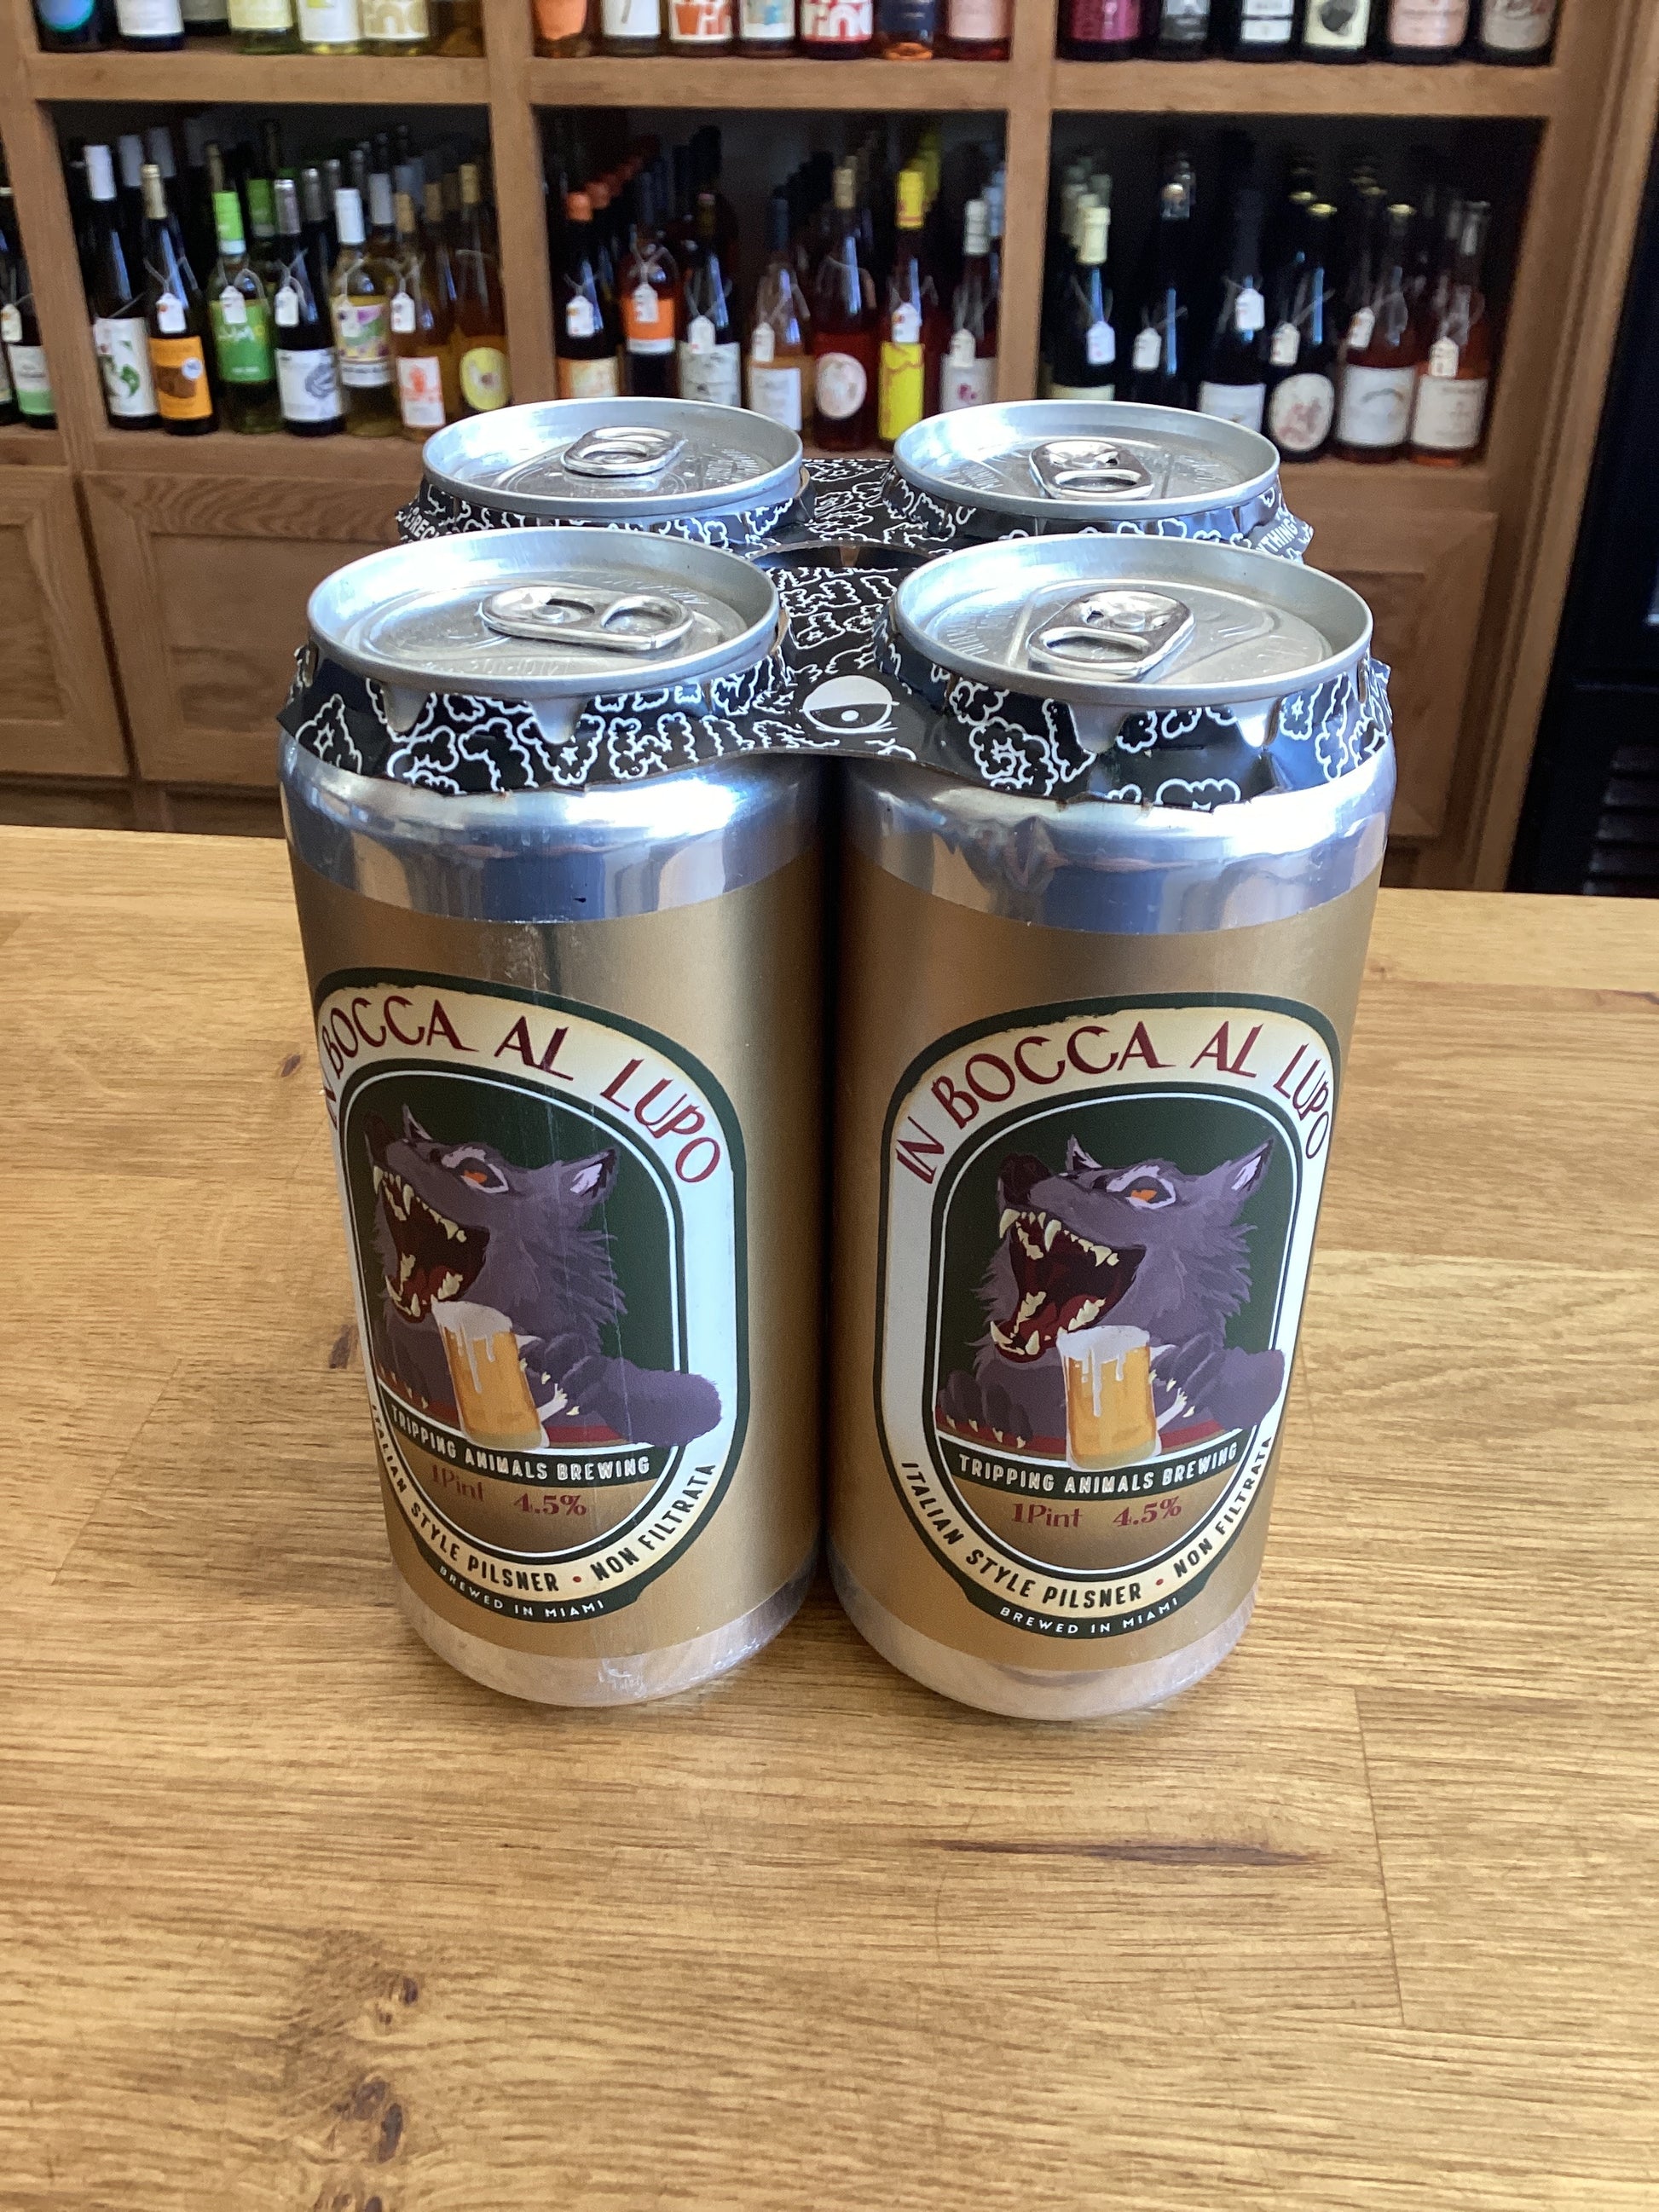 IN BOCCA AL LUPO
TRIPPING ANIMALS BREWING
1Pint 4.5%
ITALIAN STYLE PILSNER • NON FILTRATA
BREWED IN MIAMI
IN BOCCA AL LUPO
TRIPPING ANIMALS BREWING
1Pint 4.5%
ITALIAN STYLE PILSNER • NON FILTRATA
BREWED IN MIAMI